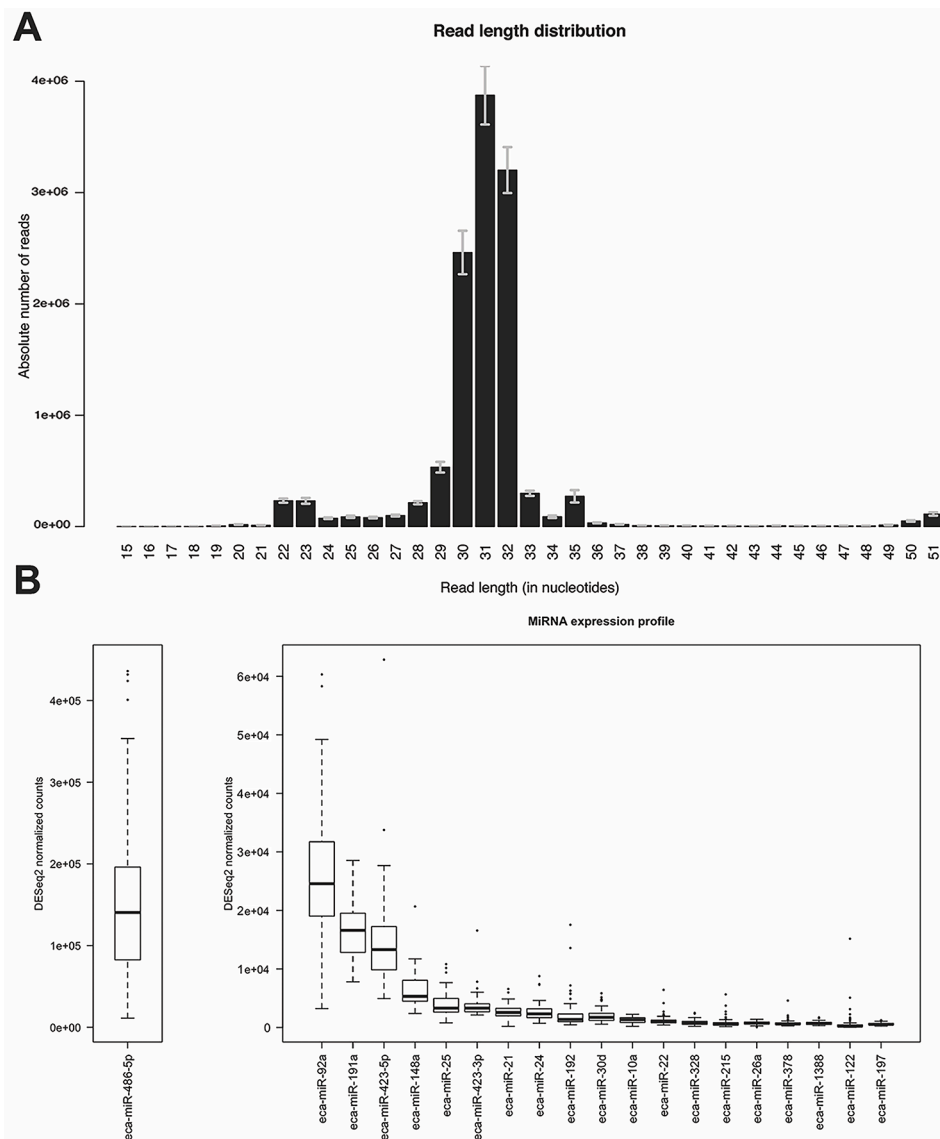 A
Read length distribution
Absolute number of reads
4e+06
3e+06
2e+06
1e+06
0e+00
15 16 17 18 19 20 21 22 23 24 25 26 27 28 29 30 31 32 33 34 35 36 37 38 39 40 41 42 43 44 45 46 47 48 49 50 51
Read length (in nucleotides)
B
MiRNA expression profile
DESeq2 normalized counts
4e+05
3e+05
2e+05
1e+05
0e+00
eca-miR-486-5p
DESeq2 normalized counts
6e+04
5e+04
4e+04
3e+04
2e+04
1e+04
0
eca-miR-92a
eca-miR-191a
eca-miR-423-5p
eca-miR-148a
eca-miR-25
eca-miR-423-3p
eca-miR-21
eca-miR-24
eca-miR-192
eca-miR-30d
eca-miR-10a
eca-miR-22
eca-miR-328
eca-miR-215
eca-miR-26a
eca-miR-378
eca-miR-1388
eca-miR-122
eca-miR-197